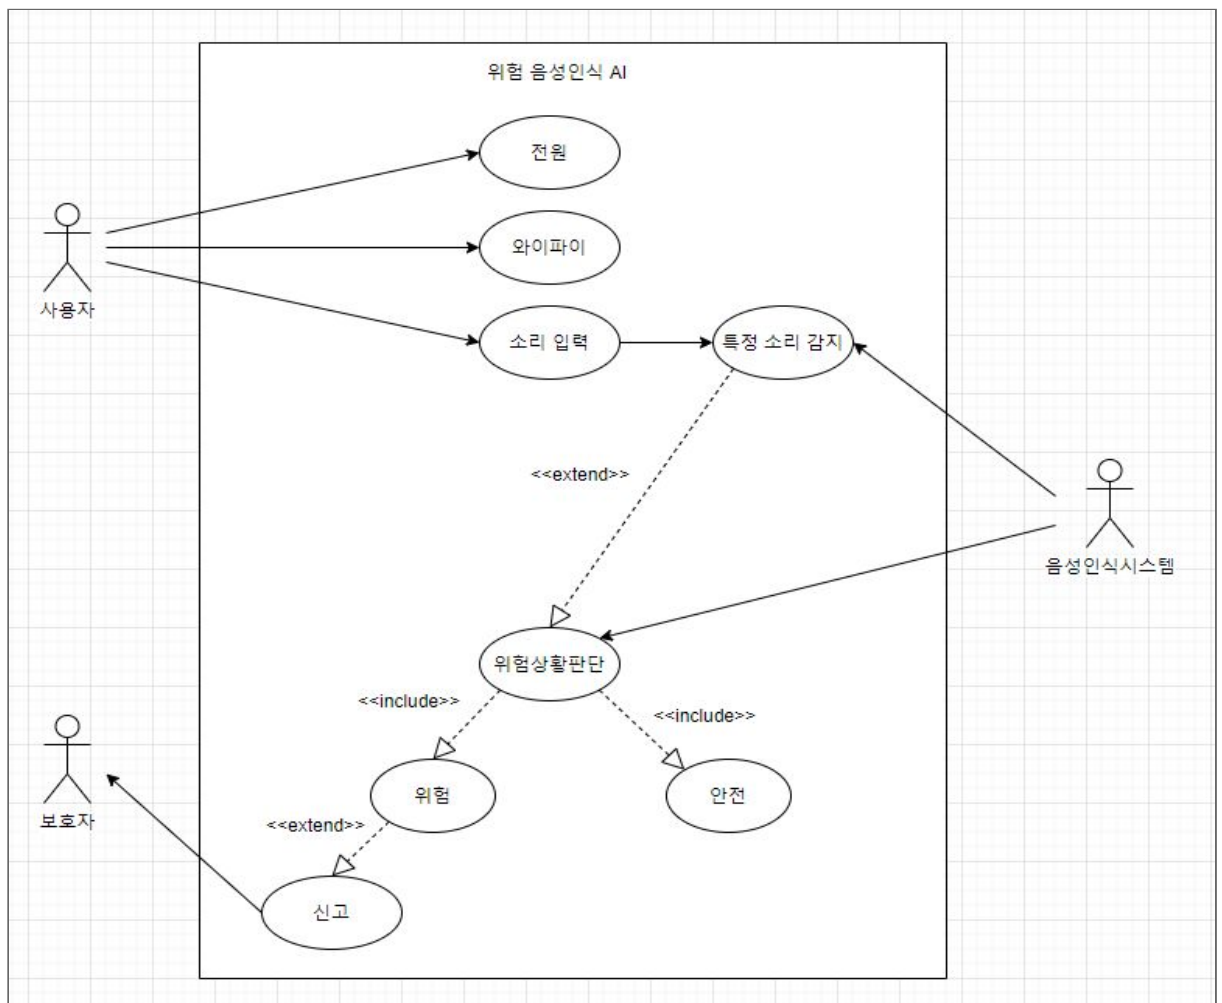 위험 음성인식 AI
전원
와이파이
사용자
소리 입력
특정 소리 감지
<<extend>>
음성인식시스템
위험상황판단
<<include>>
<<include>>
위험
안전
보호자
<<extend>>
신고